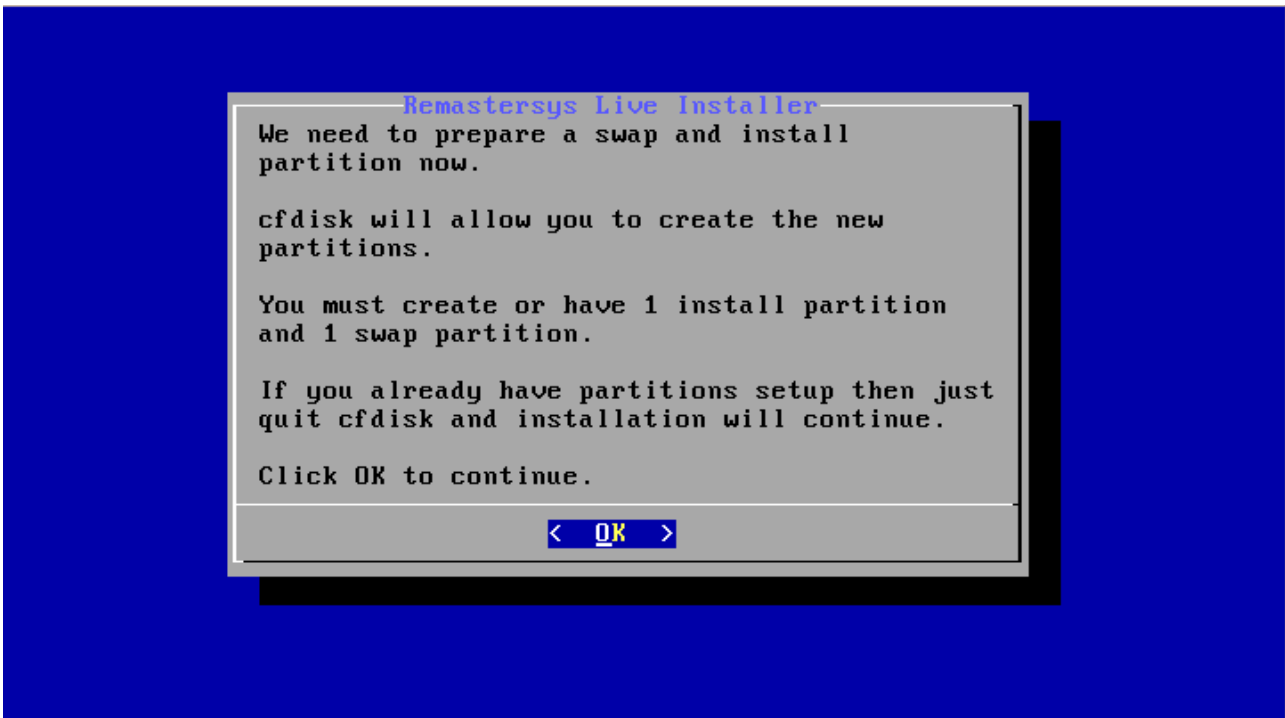 Remastersys Live Installer
We need to prepare a swap and install
partition now.
cfdisk will allow you to create the new
partitions.
You must create or have 1 install partition
and 1 swap partition.
If you already have partitions setup then just
quit cfdisk and installation will continue.
Click OK to continue.
< OK >